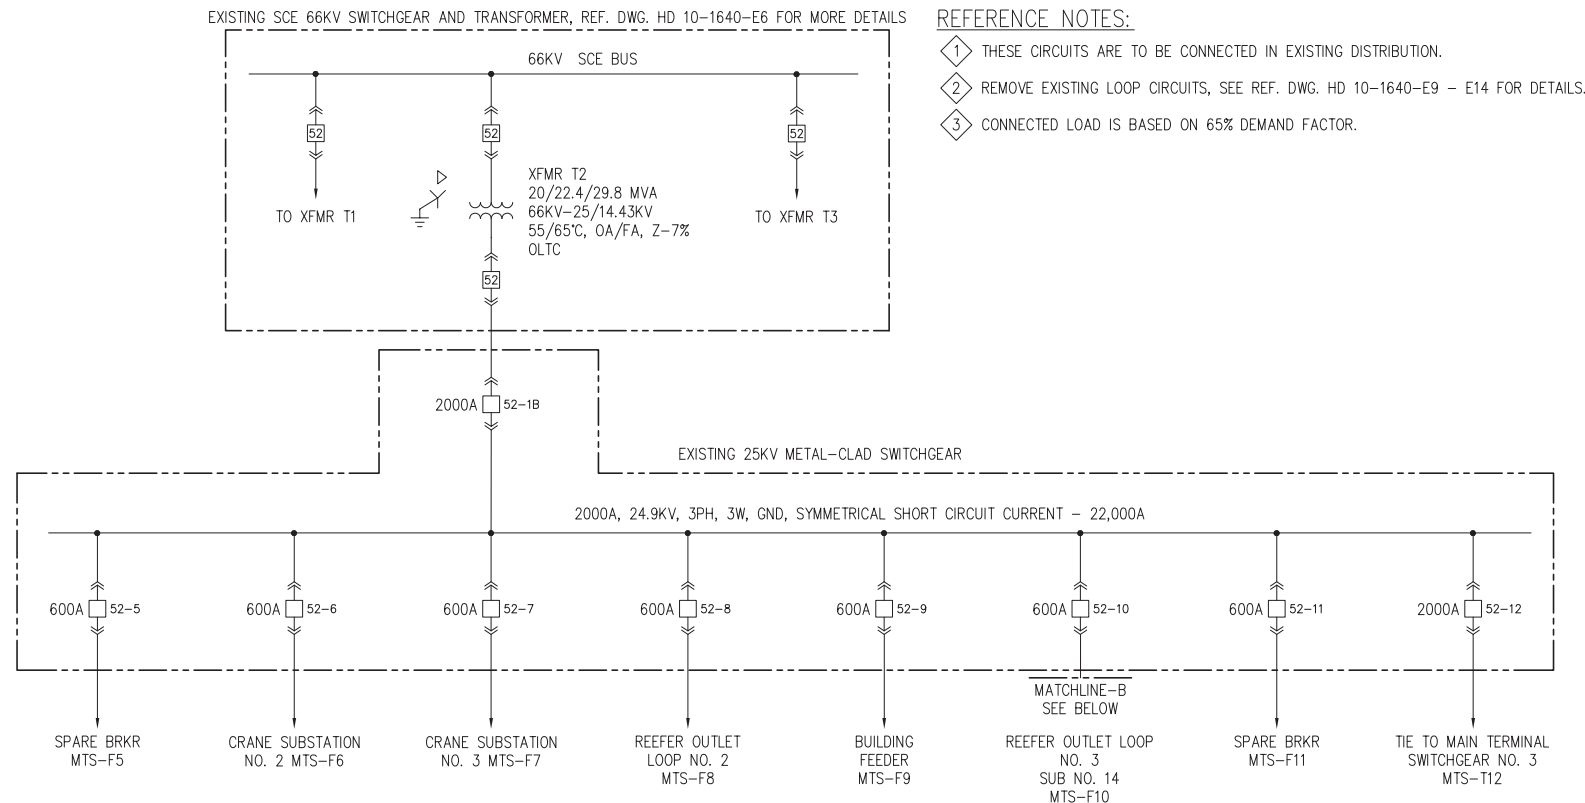 EXISTING SCE 66KV SWITCHGEAR AND TRANSFORMER, REF. DWG. HD 10-1640-E6 FOR MORE DETAILS
66KV SCE BUS
52
52
52
TO XFMR T1
XFMR T2
20/22.4/29.8 MVA
66KV-25/14.43KV
55/65°C, OA/FA, Z-7%
OLTC
TO XFMR T3
52
REFERENCE NOTES:
1 THESE CIRCUITS ARE TO BE CONNECTED IN EXISTING DISTRIBUTION.
2 REMOVE EXISTING LOOP CIRCUITS, SEE REF. DWG. HD 10-1640-E9 - E14 FOR DETAILS.
3 CONNECTED LOAD IS BASED ON 65% DEMAND FACTOR.
2000A 52-1B
EXISTING 25KV METAL-CLAD SWITCHGEAR
2000A, 24.9KV, 3PH, 3W, GND, SYMMETRICAL SHORT CIRCUIT CURRENT - 22,000A
600A 52-5
600A 52-6
600A 52-7
600A 52-8
600A 52-9
600A 52-10
600A 52-11
2000A 52-12
MATCHLINE-B
SEE BELOW
SPARE BRKR
MTS-F5
CRANE SUBSTATION
NO. 2 MTS-F6
CRANE SUBSTATION
NO. 3 MTS-F7
REEFER OUTLET
LOOP NO. 2
MTS-F8
BUILDING
FEEDER
MTS-F9
REEFER OUTLET LOOP
NO. 3
SUB NO. 14
MTS-F10
SPARE BRKR
MTS-F11
TIE TO MAIN TERMINAL
SWITCHGEAR NO. 3
MTS-T12